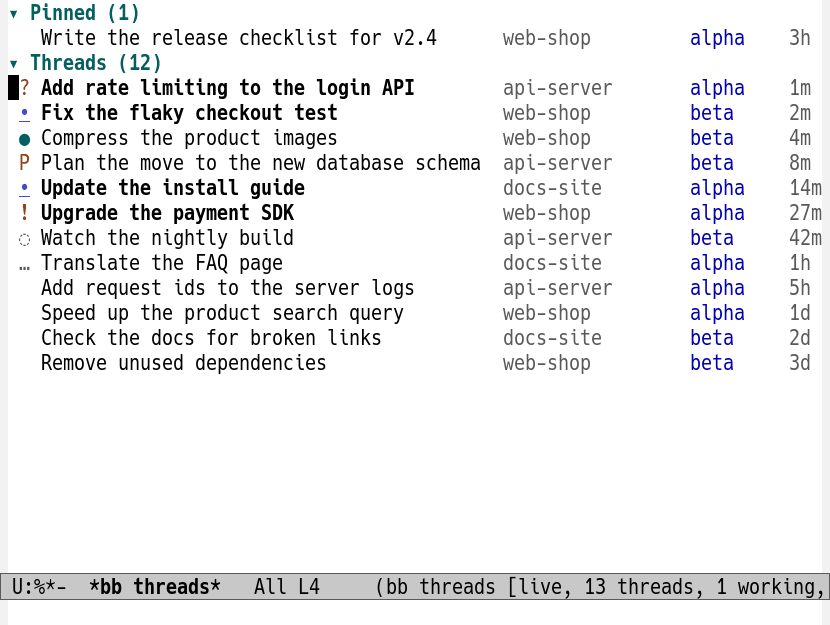 ▾ Pinned (1)
Write the release checklist for v2.4 web-shop alpha 3h
▾ Threads (12)
? Add rate limiting to the login API api-server alpha 1m
• Fix the flaky checkout test web-shop beta 2m
● Compress the product images web-shop beta 4m
P Plan the move to the new database schema api-server beta 8m
• Update the install guide docs-site alpha 14m
! Upgrade the payment SDK web-shop alpha 27m
◌ Watch the nightly build api-server beta 42m
… Translate the FAQ page docs-site alpha 1h
Add request ids to the server logs api-server alpha 5h
Speed up the product search query web-shop alpha 1d
Check the docs for broken links docs-site beta 2d
Remove unused dependencies web-shop beta 3d
U:%*- *bb threads* All L4 (bb threads [live, 13 threads, 1 working,